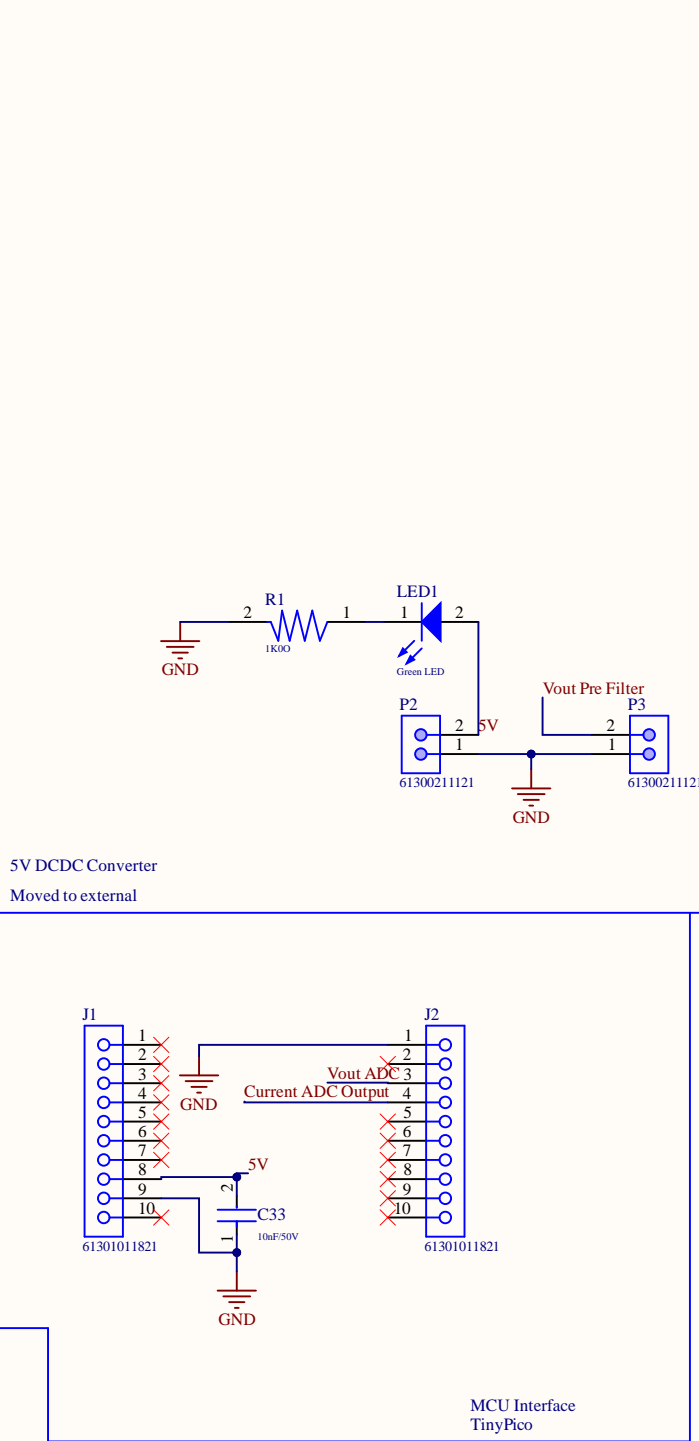 LED1
R1
2
1
1
2
1K0O
Green LED
GND
Vout Pre Filter
P2
P3
2
5V
2
1
1
61300211121
61300211121
GND
5V DCDC Converter
Moved to external
J1
J2
1
1
2
2
Vout ADC
3
3
Current ADC Output
4
4
GND
5
5
6
6
7
7
5V
8
8
2
9
9
10
10
C33
1
10nF/50V
61301011821
61301011821
GND
MCU Interface
TinyPico